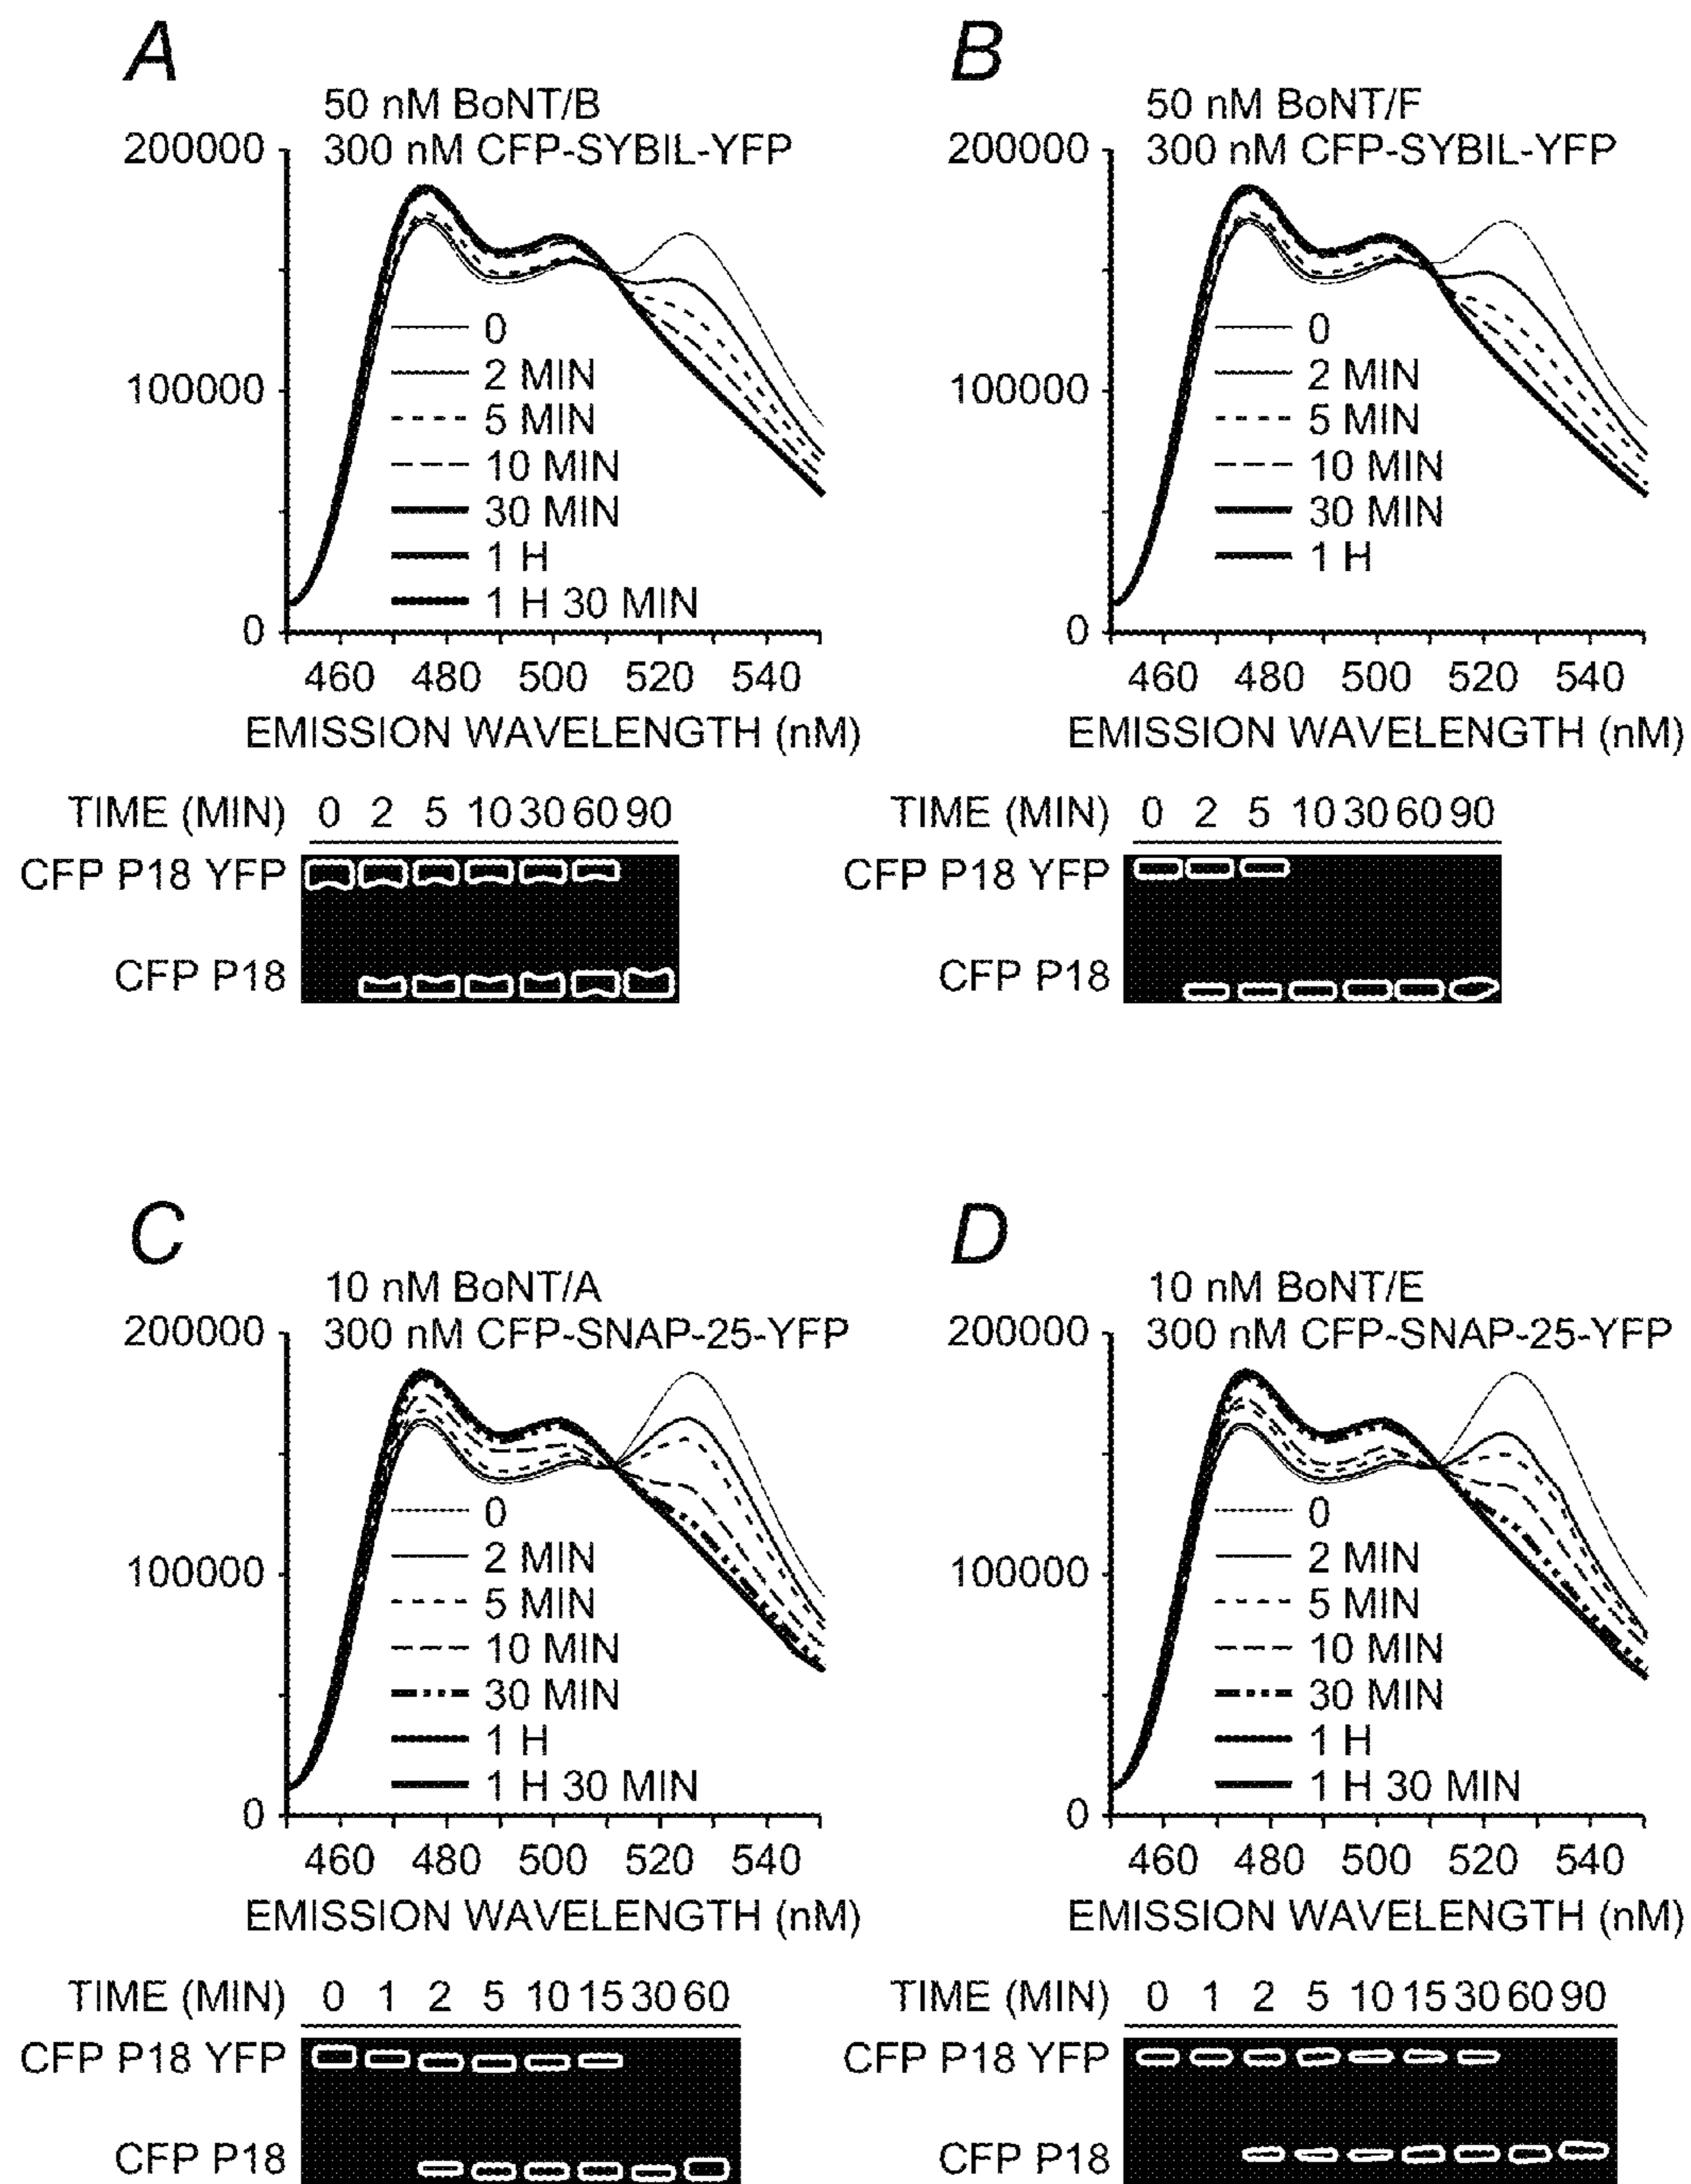 A
50 nM BoNT/B
300 nM CFP-SYBIL-YFP
200000
100000
0
0
2 MIN
5 MIN
10 MIN
30 MIN
1 H
1 H 30 MIN
460 480 500 520 540
EMISSION WAVELENGTH (nM)
TIME (MIN) 0 2 5 10 30 60 90
CFP P18 YFP
CFP P18
B
50 nM BoNT/F
300 nM CFP-SYBIL-YFP
200000
100000
0
0
2 MIN
5 MIN
10 MIN
30 MIN
1 H
460 480 500 520 540
EMISSION WAVELENGTH (nM)
TIME (MIN) 0 2 5 10 30 60 90
CFP P18 YFP
CFP P18
C
10 nM BoNT/A
300 nM CFP-SNAP-25-YFP
200000
100000
0
0
2 MIN
5 MIN
10 MIN
30 MIN
1 H
1 H 30 MIN
460 480 500 520 540
EMISSION WAVELENGTH (nM)
TIME (MIN) 0 1 2 5 10 15 30 60
CFP P18 YFP
CFP P18
D
10 nM BoNT/E
300 nM CFP-SNAP-25-YFP
200000
100000
0
0
2 MIN
5 MIN
10 MIN
30 MIN
1 H
1 H 30 MIN
460 480 500 520 540
EMISSION WAVELENGTH (nM)
TIME (MIN) 0 1 2 5 10 15 30 60 90
CFP P18 YFP
CFP P18